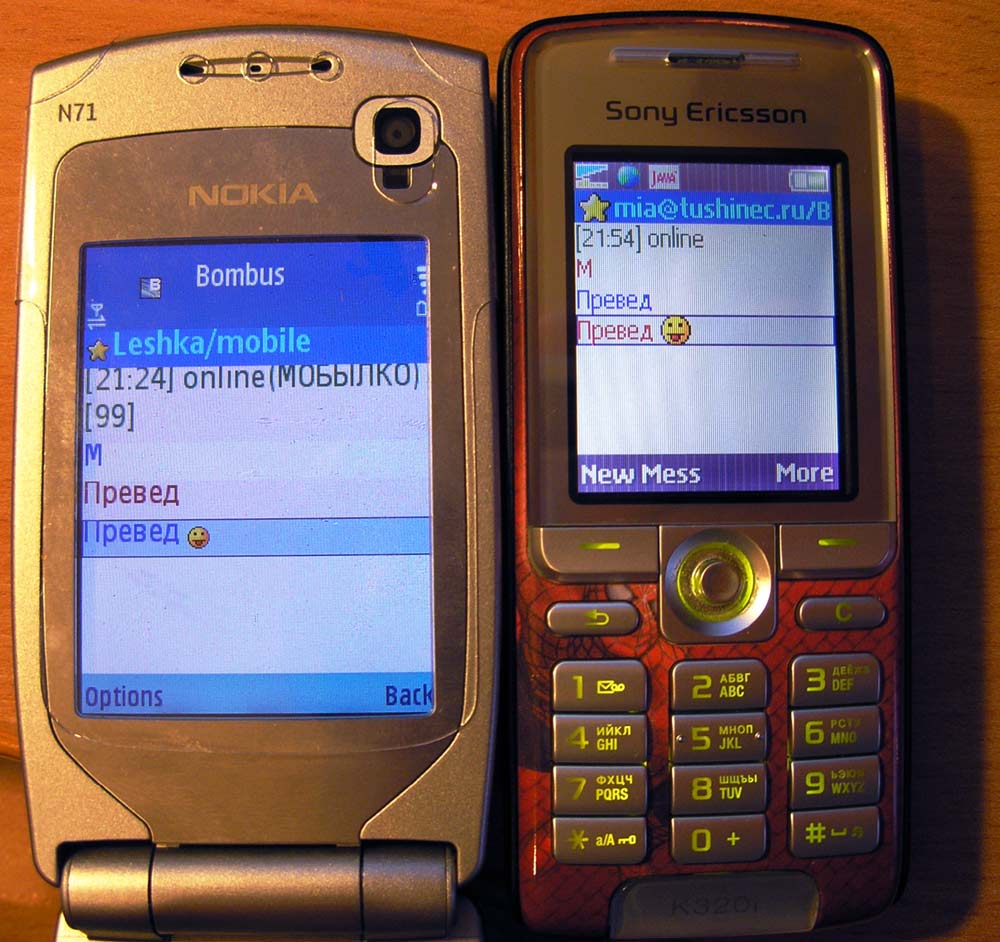 N71
NOKIA
Bombus
Leshka/mobile
[21:24] online(МОБЫЛКО)
[99]
M
Превед
Превед
Options Back
Sony Ericsson
JAVA
mia@tushinec.ru/B
[21:54] online
M
Превед
Превед
New Mess More
C
1 2 АБВГ ABC 3 ДЕЁЖЗ DEF
4 ИЙКЛ GHI 5 МНОП JKL 6 РСТУ MNO
7 ФХЦЧ PQRS 8 ШЩЪЫ TUV 9 ЬЭЮЯ WXYZ
* a/A 0 + #
K320i